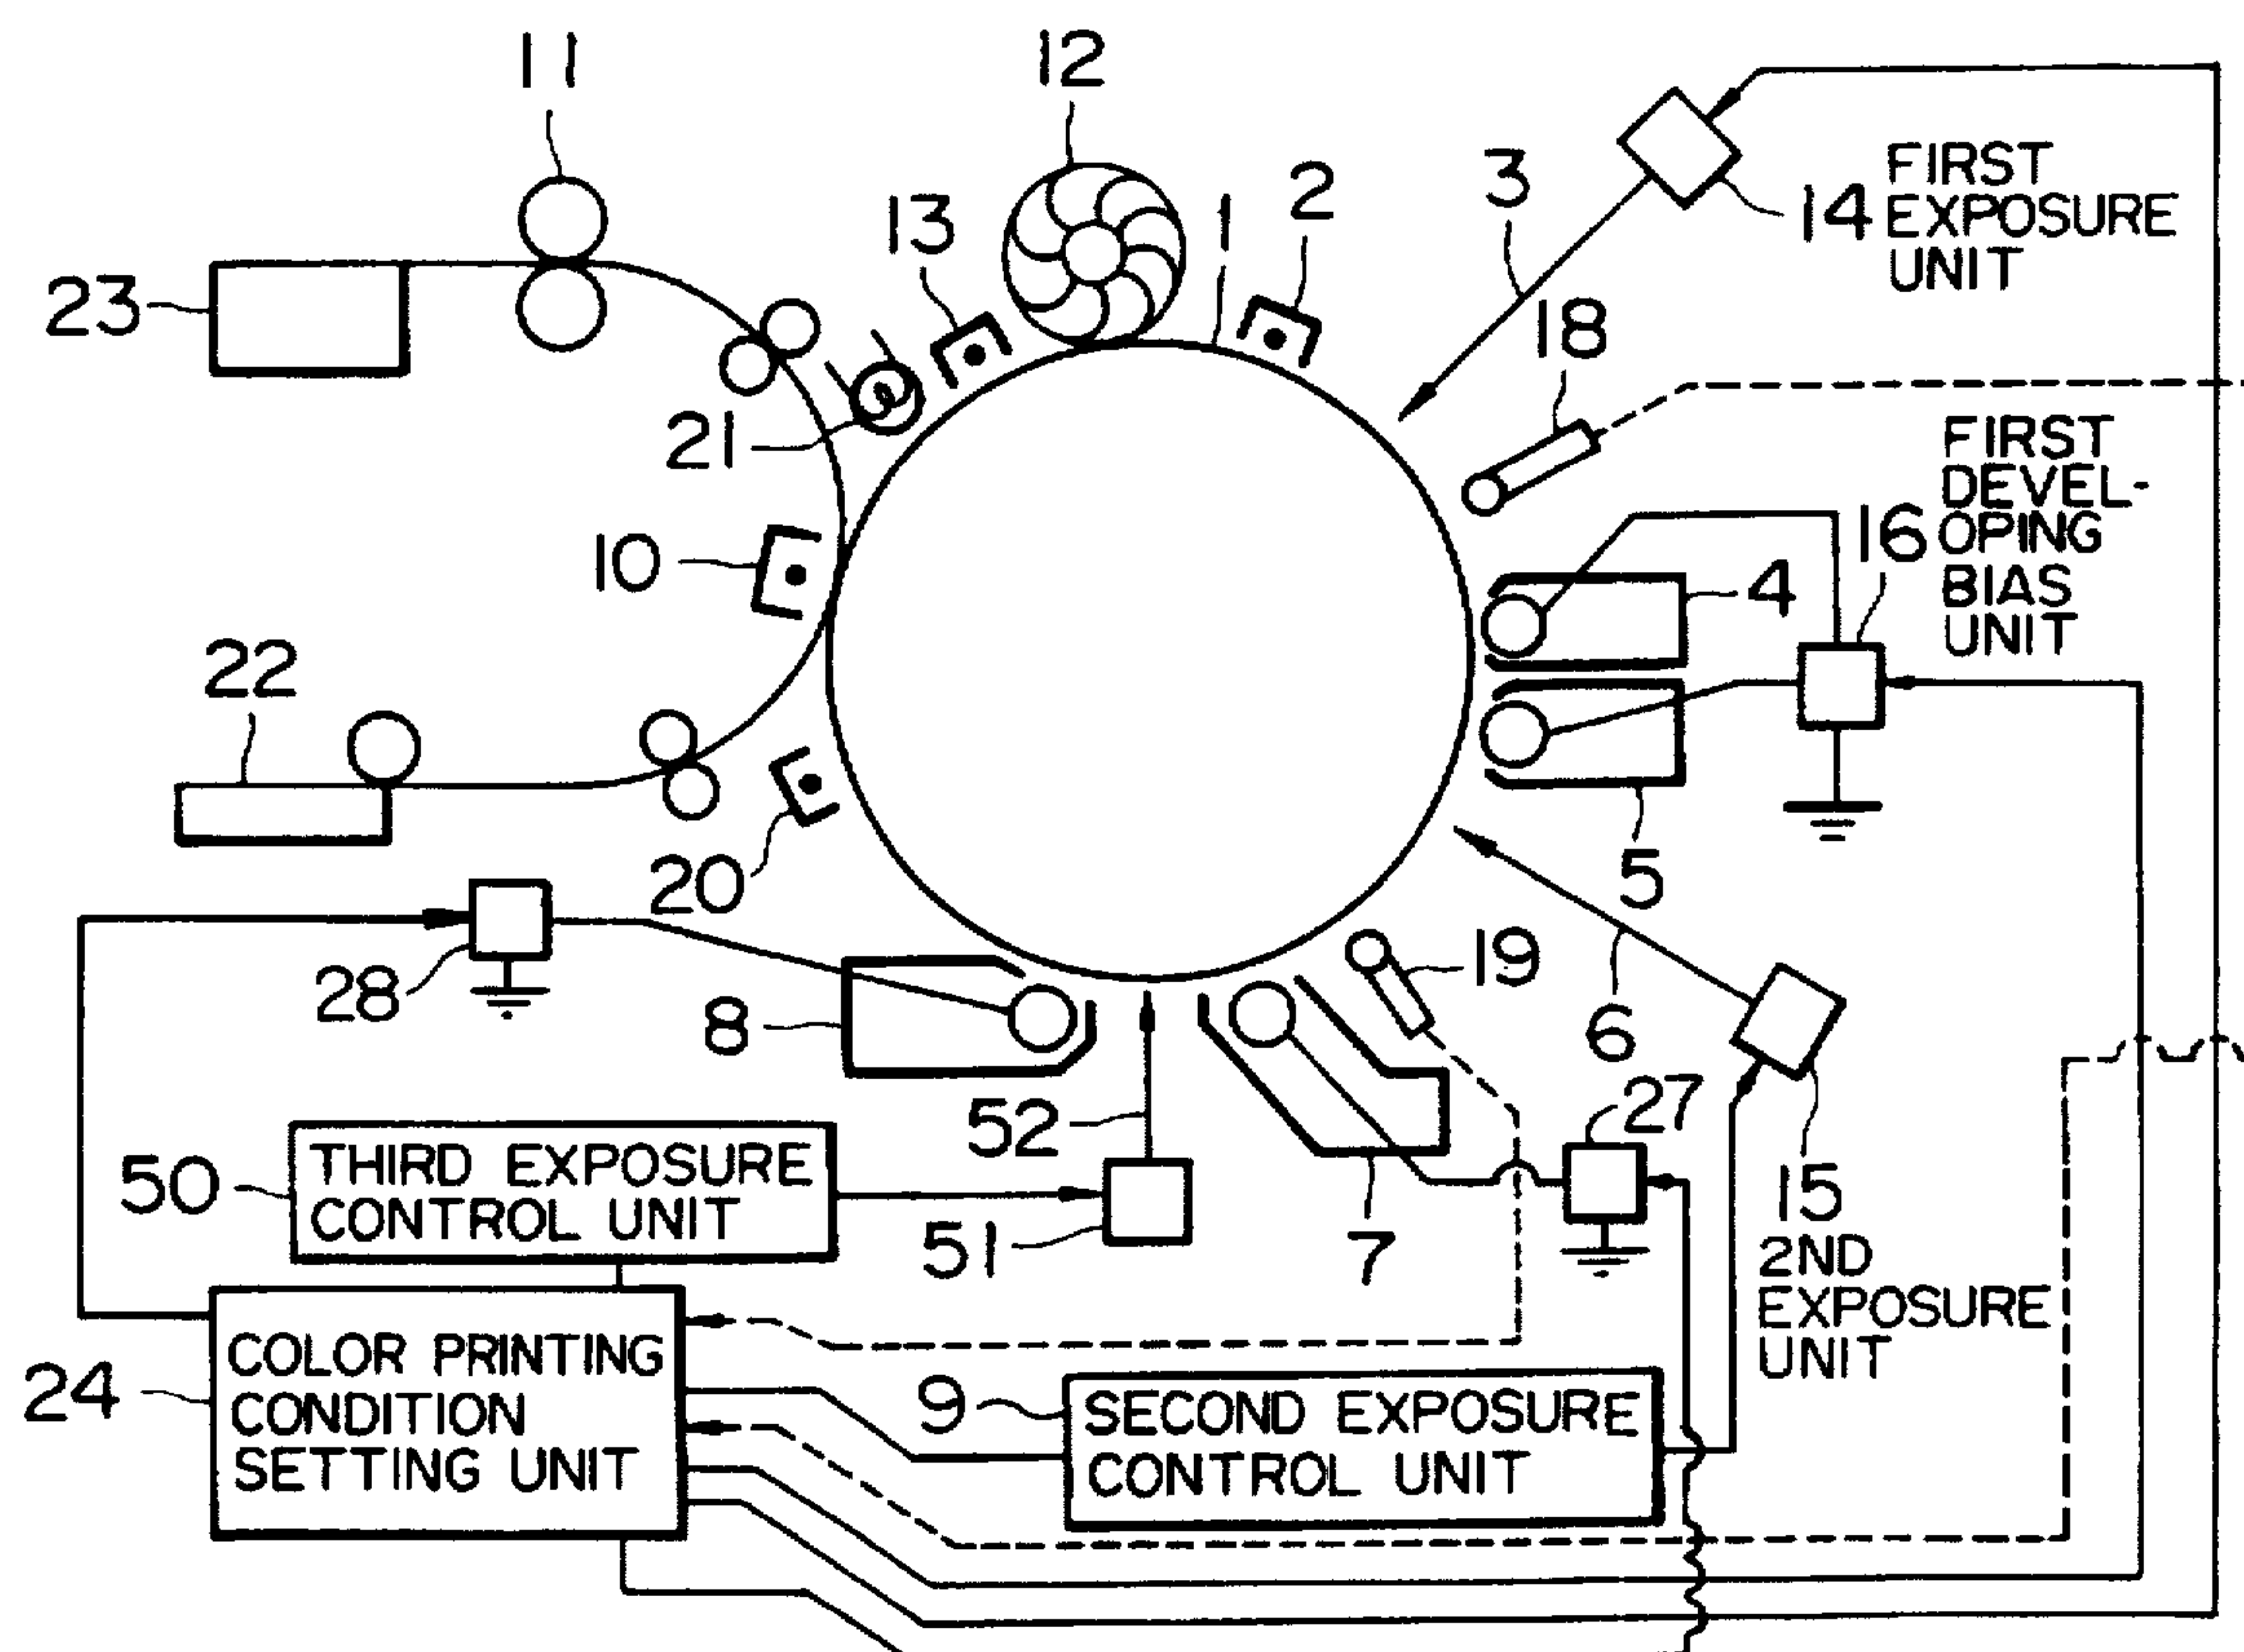 11
12
13
1
2
3
14
FIRST
EXPOSURE
UNIT
23
18
21
FIRST
DEVEL-
OPING
BIAS
UNIT
16
10
4
22
20
5
28
8
19
6
52
27
50
THIRD EXPOSURE
CONTROL UNIT
51
7
15
2ND
EXPOSURE
UNIT
24
COLOR PRINTING
CONDITION
SETTING UNIT
9
SECOND EXPOSURE
CONTROL UNIT